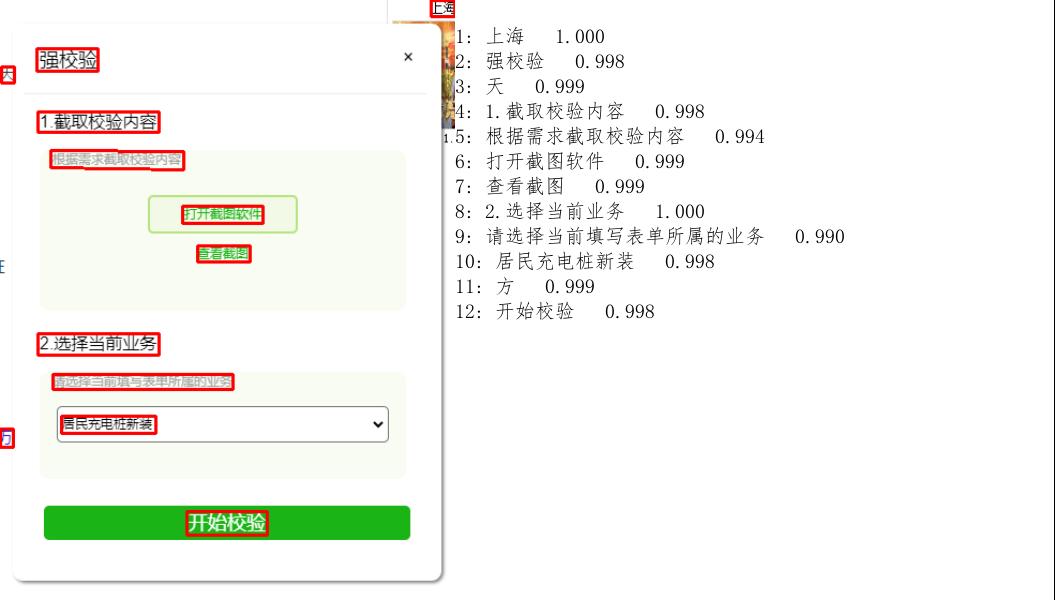 上海
强校验
×
天
1.截取校验内容
根据需求截取校验内容
打开截图软件
查看截图
2.选择当前业务
请选择当前填写表单所属的业务
居民充电桩新装
开始校验
1.
1: 上海 1.000
2: 强校验 0.998
3: 天 0.999
4: 1.截取校验内容 0.998
5: 根据需求截取校验内容 0.994
6: 打开截图软件 0.999
7: 查看截图 0.999
8: 2.选择当前业务 1.000
9: 请选择当前填写表单所属的业务 0.990
10: 居民充电桩新装 0.998
11: 方 0.999
12: 开始校验 0.998